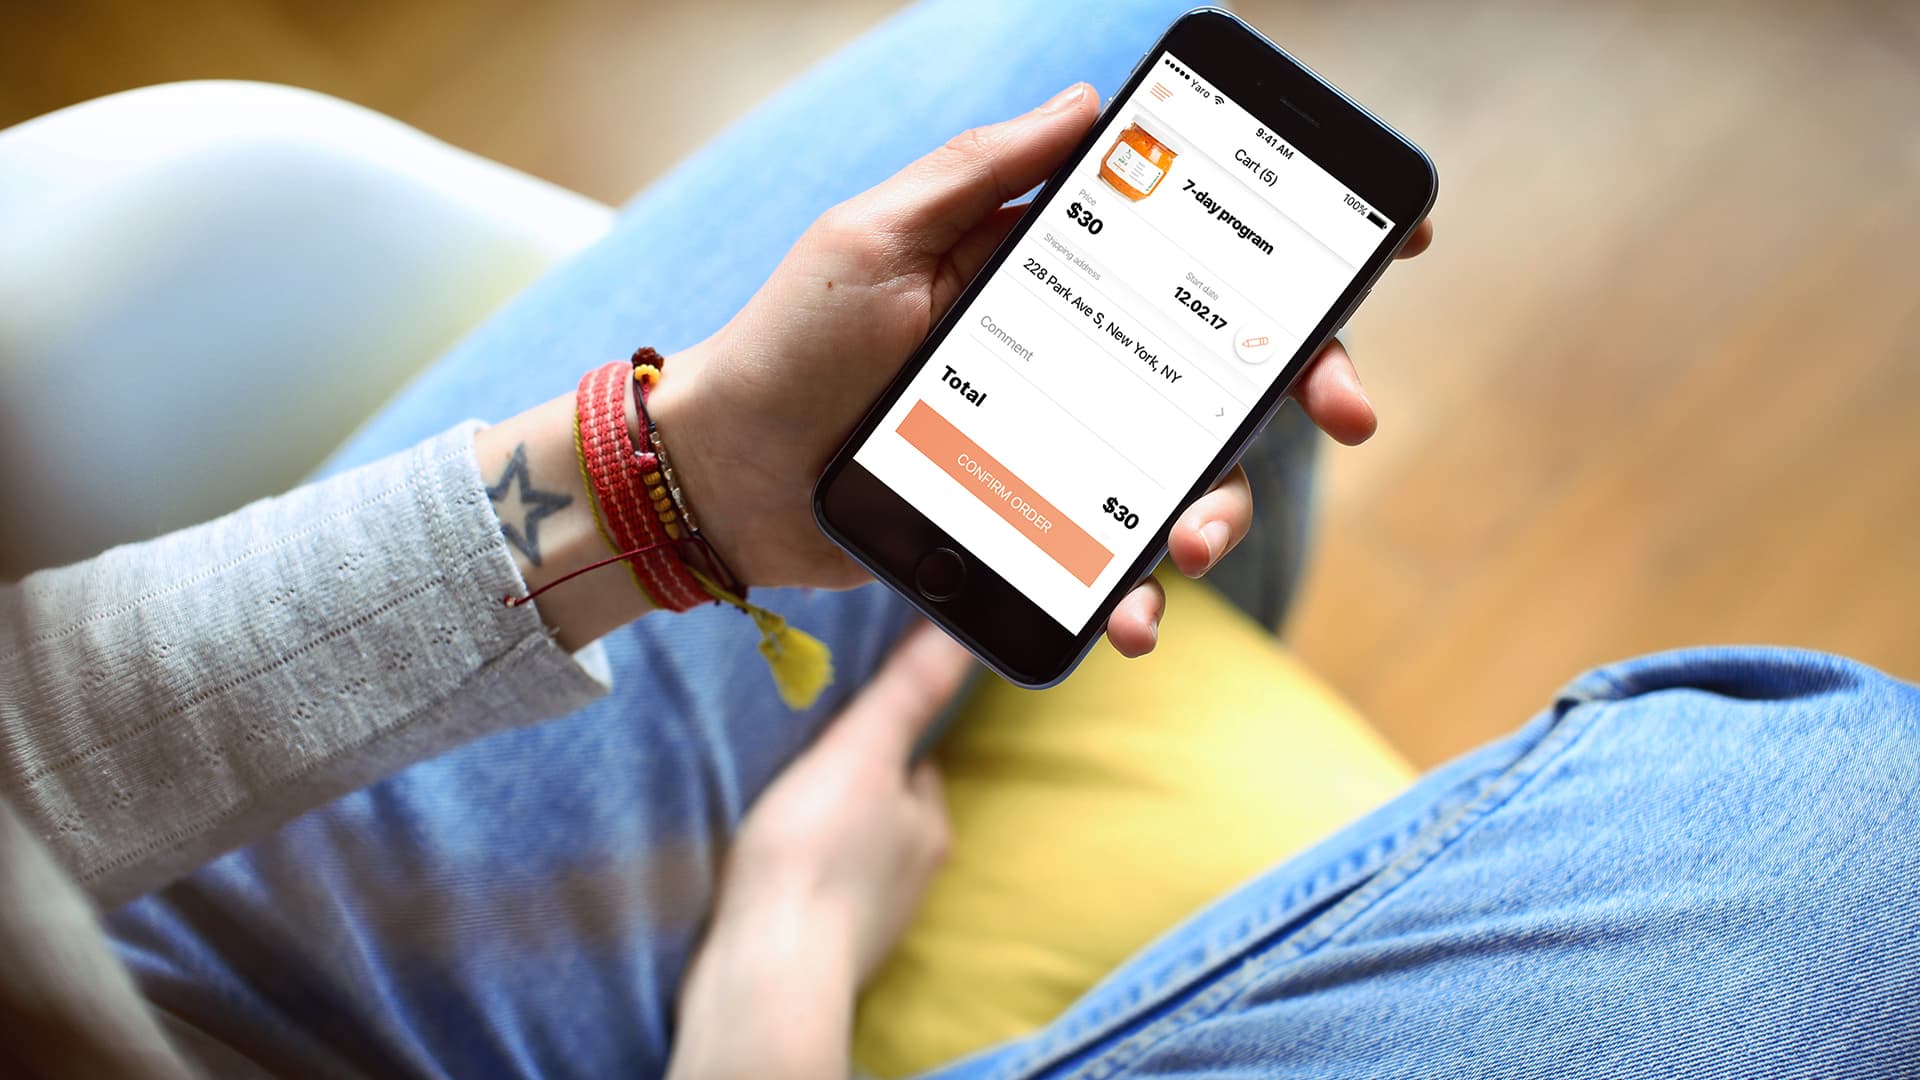 Yaro
9:41 AM
100%
Cart (5)
7-day program
Price
$30
Start date
12.02.17
Shipping address
228 Park Ave S, New York, NY
Comment
Total
$30
CONFIRM ORDER